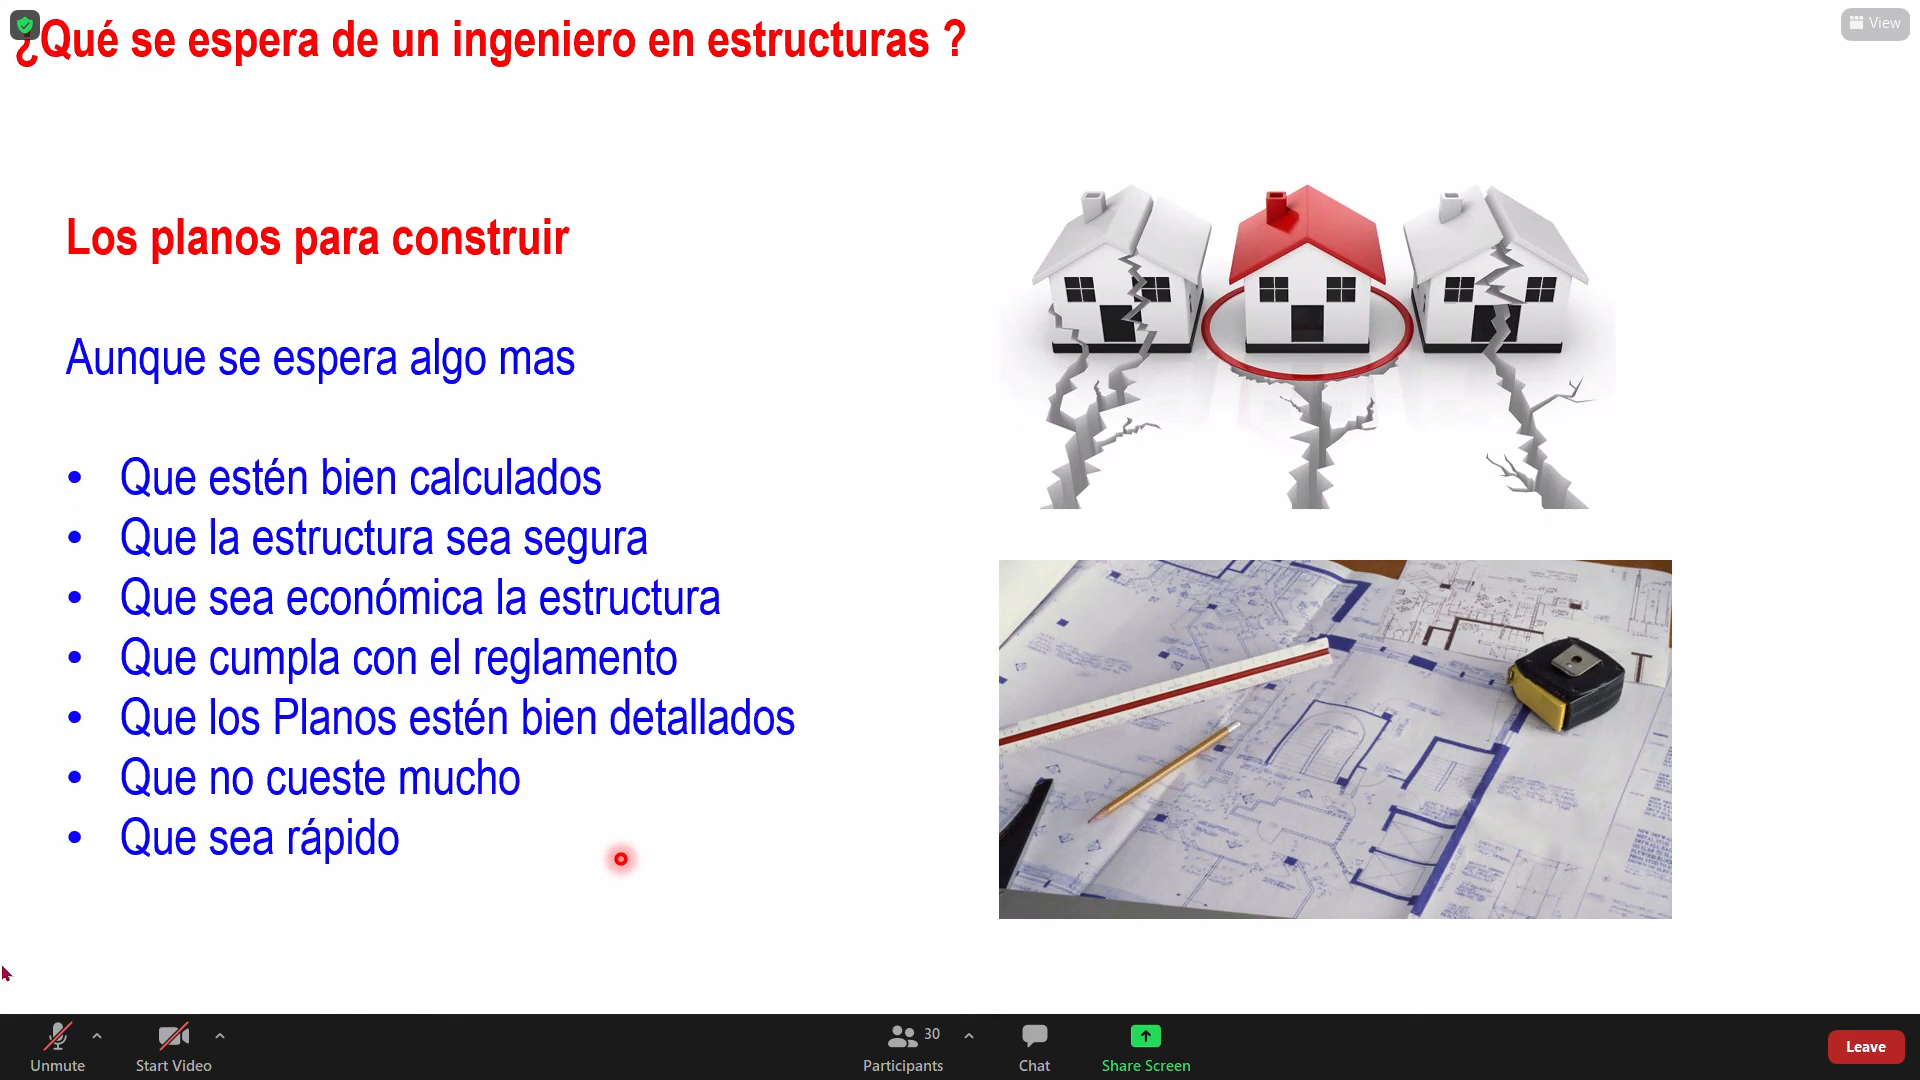 ¿Qué se espera de un ingeniero en estructuras ?
View
Los planos para construir
Aunque se espera algo mas
• Que estén bien calculados
• Que la estructura sea segura
• Que sea económica la estructura
• Que cumpla con el reglamento
• Que los Planos estén bien detallados
• Que no cueste mucho
• Que sea rápido
Unmute
Start Video
Participants
30
Chat
Share Screen
Leave